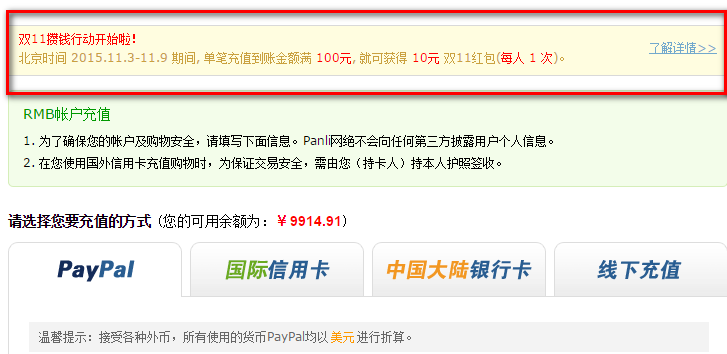 双11攒钱行动开始啦!
北京时间 2015.11.3-11.9 期间, 单笔充值到账金额满 100元, 就可获得 10元 双11红包(每人 1 次)。
了解详情>>
RMB帐户充值
1. 为了确保您的帐户及购物安全，请填写下面信息。Panli网绝不会向任何第三方披露用户个人信息。
2. 在您使用国外信用卡充值购物时，为保证交易安全，需由您（持卡人）持本人护照签收。
请选择您要充值的方式 (您的可用余额为：￥9914.91)
PayPal
国际信用卡
中国大陆银行卡
线下充值
温馨提示：接受各种外币，所有使用的货币PayPal均以 美元 进行折算。